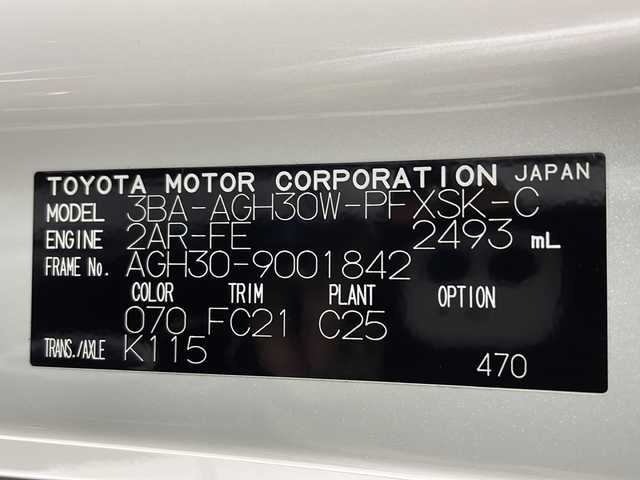 TOYOTA MOTOR CORPORATION JAPAN
MODEL 3BA-AGH30W-PFXSK-C
ENGINE 2AR-FE 2493 mL
FRAME No. AGH30-9001842
COLOR TRIM PLANT OPTION
070 FC21 C25
TRANS./AXLE K115
470